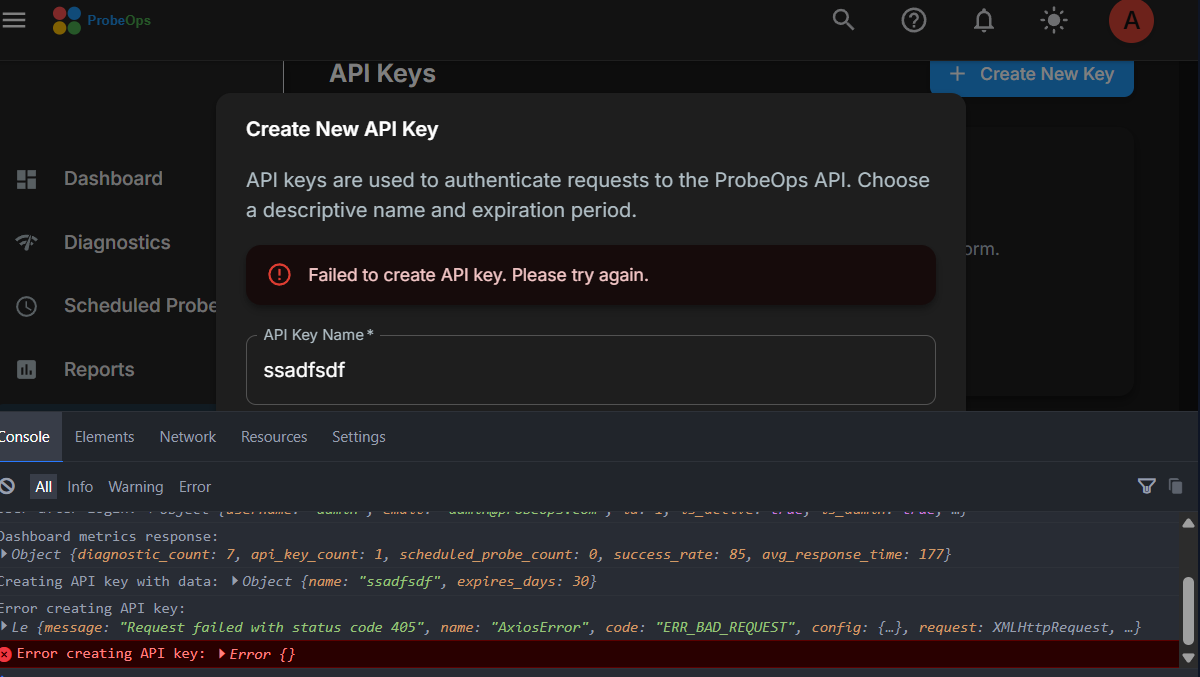 ProbeOps
A
API Keys
+ Create New Key
Create New API Key
API keys are used to authenticate requests to the ProbeOps API. Choose
a descriptive name and expiration period.
Dashboard
Diagnostics
Scheduled Probe
Reports
orm.
Failed to create API key. Please try again.
API Key Name *
ssadfsdf
Console Elements Network Resources Settings
All Info Warning Error
Dashboard metrics response:
Object {diagnostic_count: 7, api_key_count: 1, scheduled_probe_count: 0, success_rate: 85, avg_response_time: 177}
Creating API key with data: Object {name: "ssadfsdf", expires_days: 30}
Error creating API key:
Le {message: "Request failed with status code 405", name: "AxiosError", code: "ERR_BAD_REQUEST", config: {…}, request: XMLHttpRequest, …}
Error creating API key: Error {}